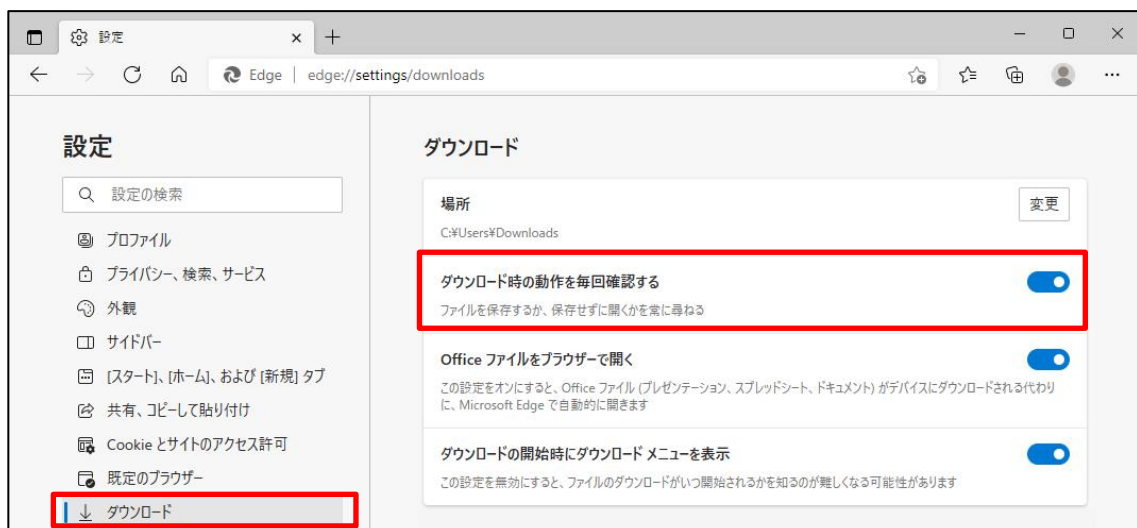 設定
Edge | edge://settings/downloads
設定
設定の検索
プロファイル
プライバシー、検索、サービス
外観
サイドバー
[スタート]、[ホーム]、および [新規] タブ
共有、コピーして貼り付け
Cookie とサイトのアクセス許可
既定のブラウザー
ダウンロード
ダウンロード
場所
変更
C:¥Users¥Downloads
ダウンロード時の動作を毎回確認する
ファイルを保存するか、保存せずに開くかを常に尋ねる
Office ファイルをブラウザーで開く
この設定をオンにすると、Office ファイル (プレゼンテーション、スプレッドシート、ドキュメント) がデバイスにダウンロードされる代わり
に、Microsoft Edge で自動的に開きます
ダウンロードの開始時にダウンロード メニューを表示
この設定を無効にすると、ファイルのダウンロードがいつ開始されるかを知るのが難しくなる可能性があります